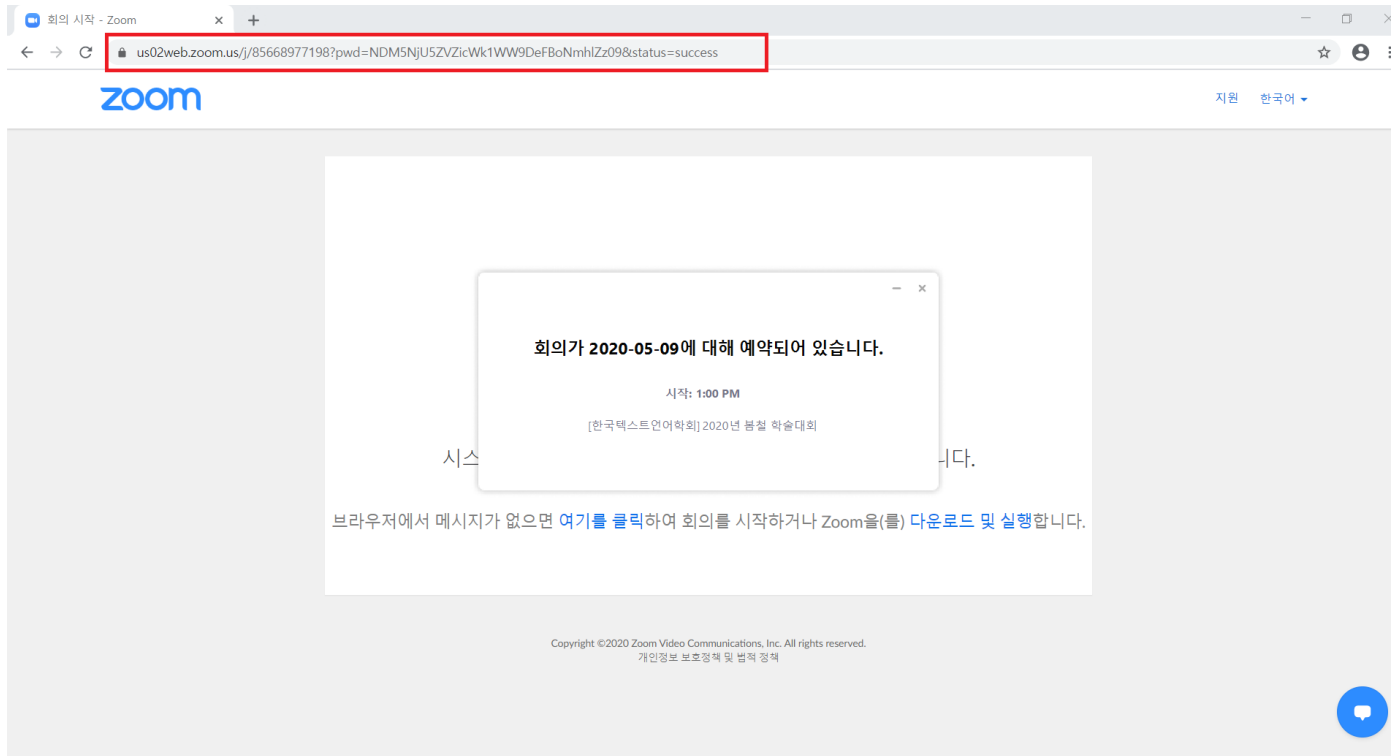 회의 시작 - Zoom
us02web.zoom.us/j/85668977198?pwd=NDM5NjU5ZVZicWk1WW9DeFBoNmhlZz09&status=success
zoom
지원 한국어
회의가 2020-05-09에 대해 예약되어 있습니다.
시작: 1:00 PM
[한국텍스트언어학회] 2020년 봄철 학술대회
시스 니다.
브라우저에서 메시지가 없으면 여기를 클릭하여 회의를 시작하거나 Zoom을(를) 다운로드 및 실행합니다.
Copyright ©2020 Zoom Video Communications, Inc. All rights reserved.
개인정보 보호정책 및 법적 정책